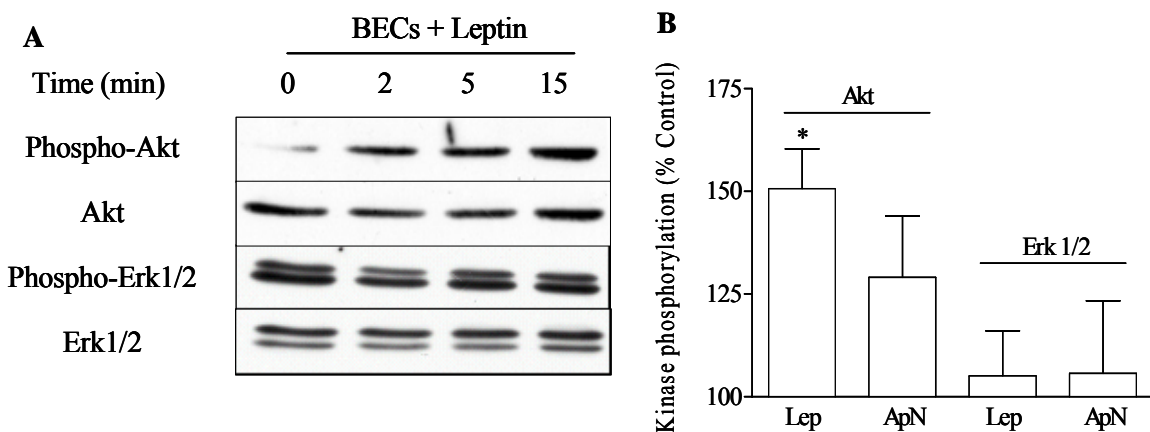 A
BECs + Leptin
Time (min) 0 2 5 15
Phospho-Akt
Akt
Phospho-Erk1/2
Erk1/2
B
Kinase phosphorylation (% Control)
175
150
125
100
Akt
*
Erk 1/2
Lep ApN Lep ApN